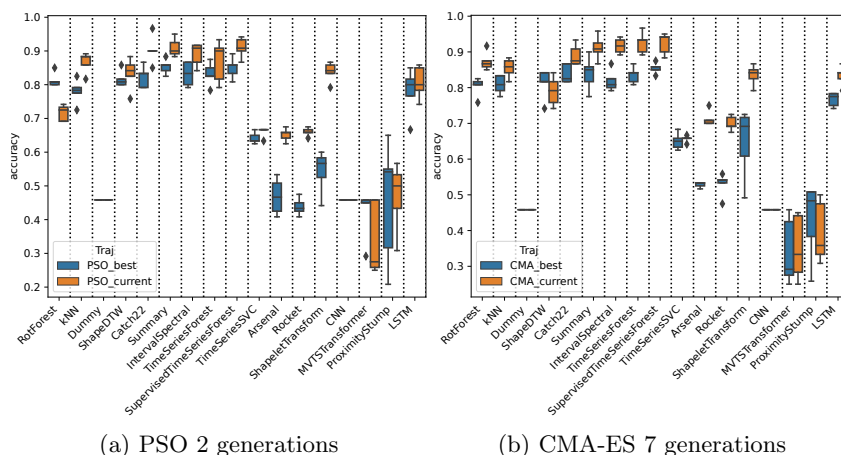 1.0
0.9
0.8
0.7
0.6
0.5
0.4
0.3
0.2
accuracy
Traj
PSO_best
PSO_current
RotForest
kNN
Dummy
ShapeDTW
Catch22
Summary
IntervalSpectral
TimeSeriesForest
SupervisedTimeSeriesForest
TimeSeriesSVC
Arsenal
Rocket
ShapeletTransform
CNN
MVTSTransformer
ProximityStump
LSTM
(a) PSO 2 generations
1.0
0.9
0.8
0.7
0.6
0.5
0.4
0.3
accuracy
Traj
CMA_best
CMA_current
RotForest
kNN
Dummy
ShapeDTW
Catch22
Summary
IntervalSpectral
TimeSeriesForest
SupervisedTimeSeriesForest
TimeSeriesSVC
Arsenal
Rocket
ShapeletTransform
CNN
MVTSTransformer
ProximityStump
LSTM
(b) CMA-ES 7 generations